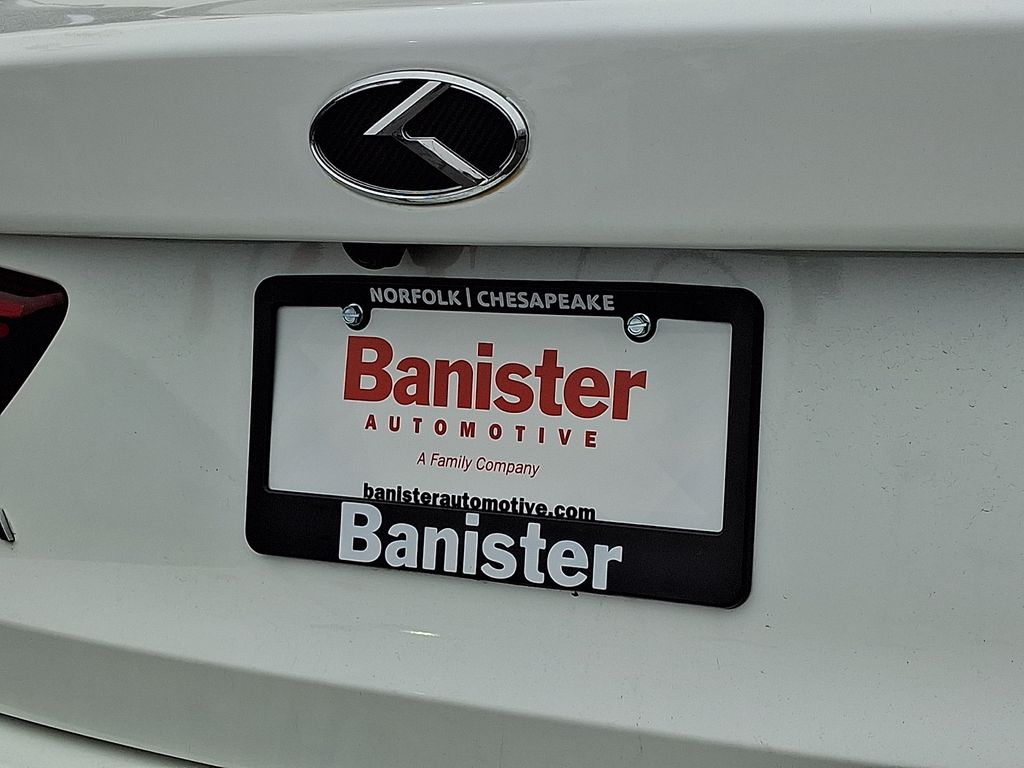 NORFOLK | CHESAPEAKE
Banister
AUTOMOTIVE
A Family Company
banisterautomotive.com
Banister